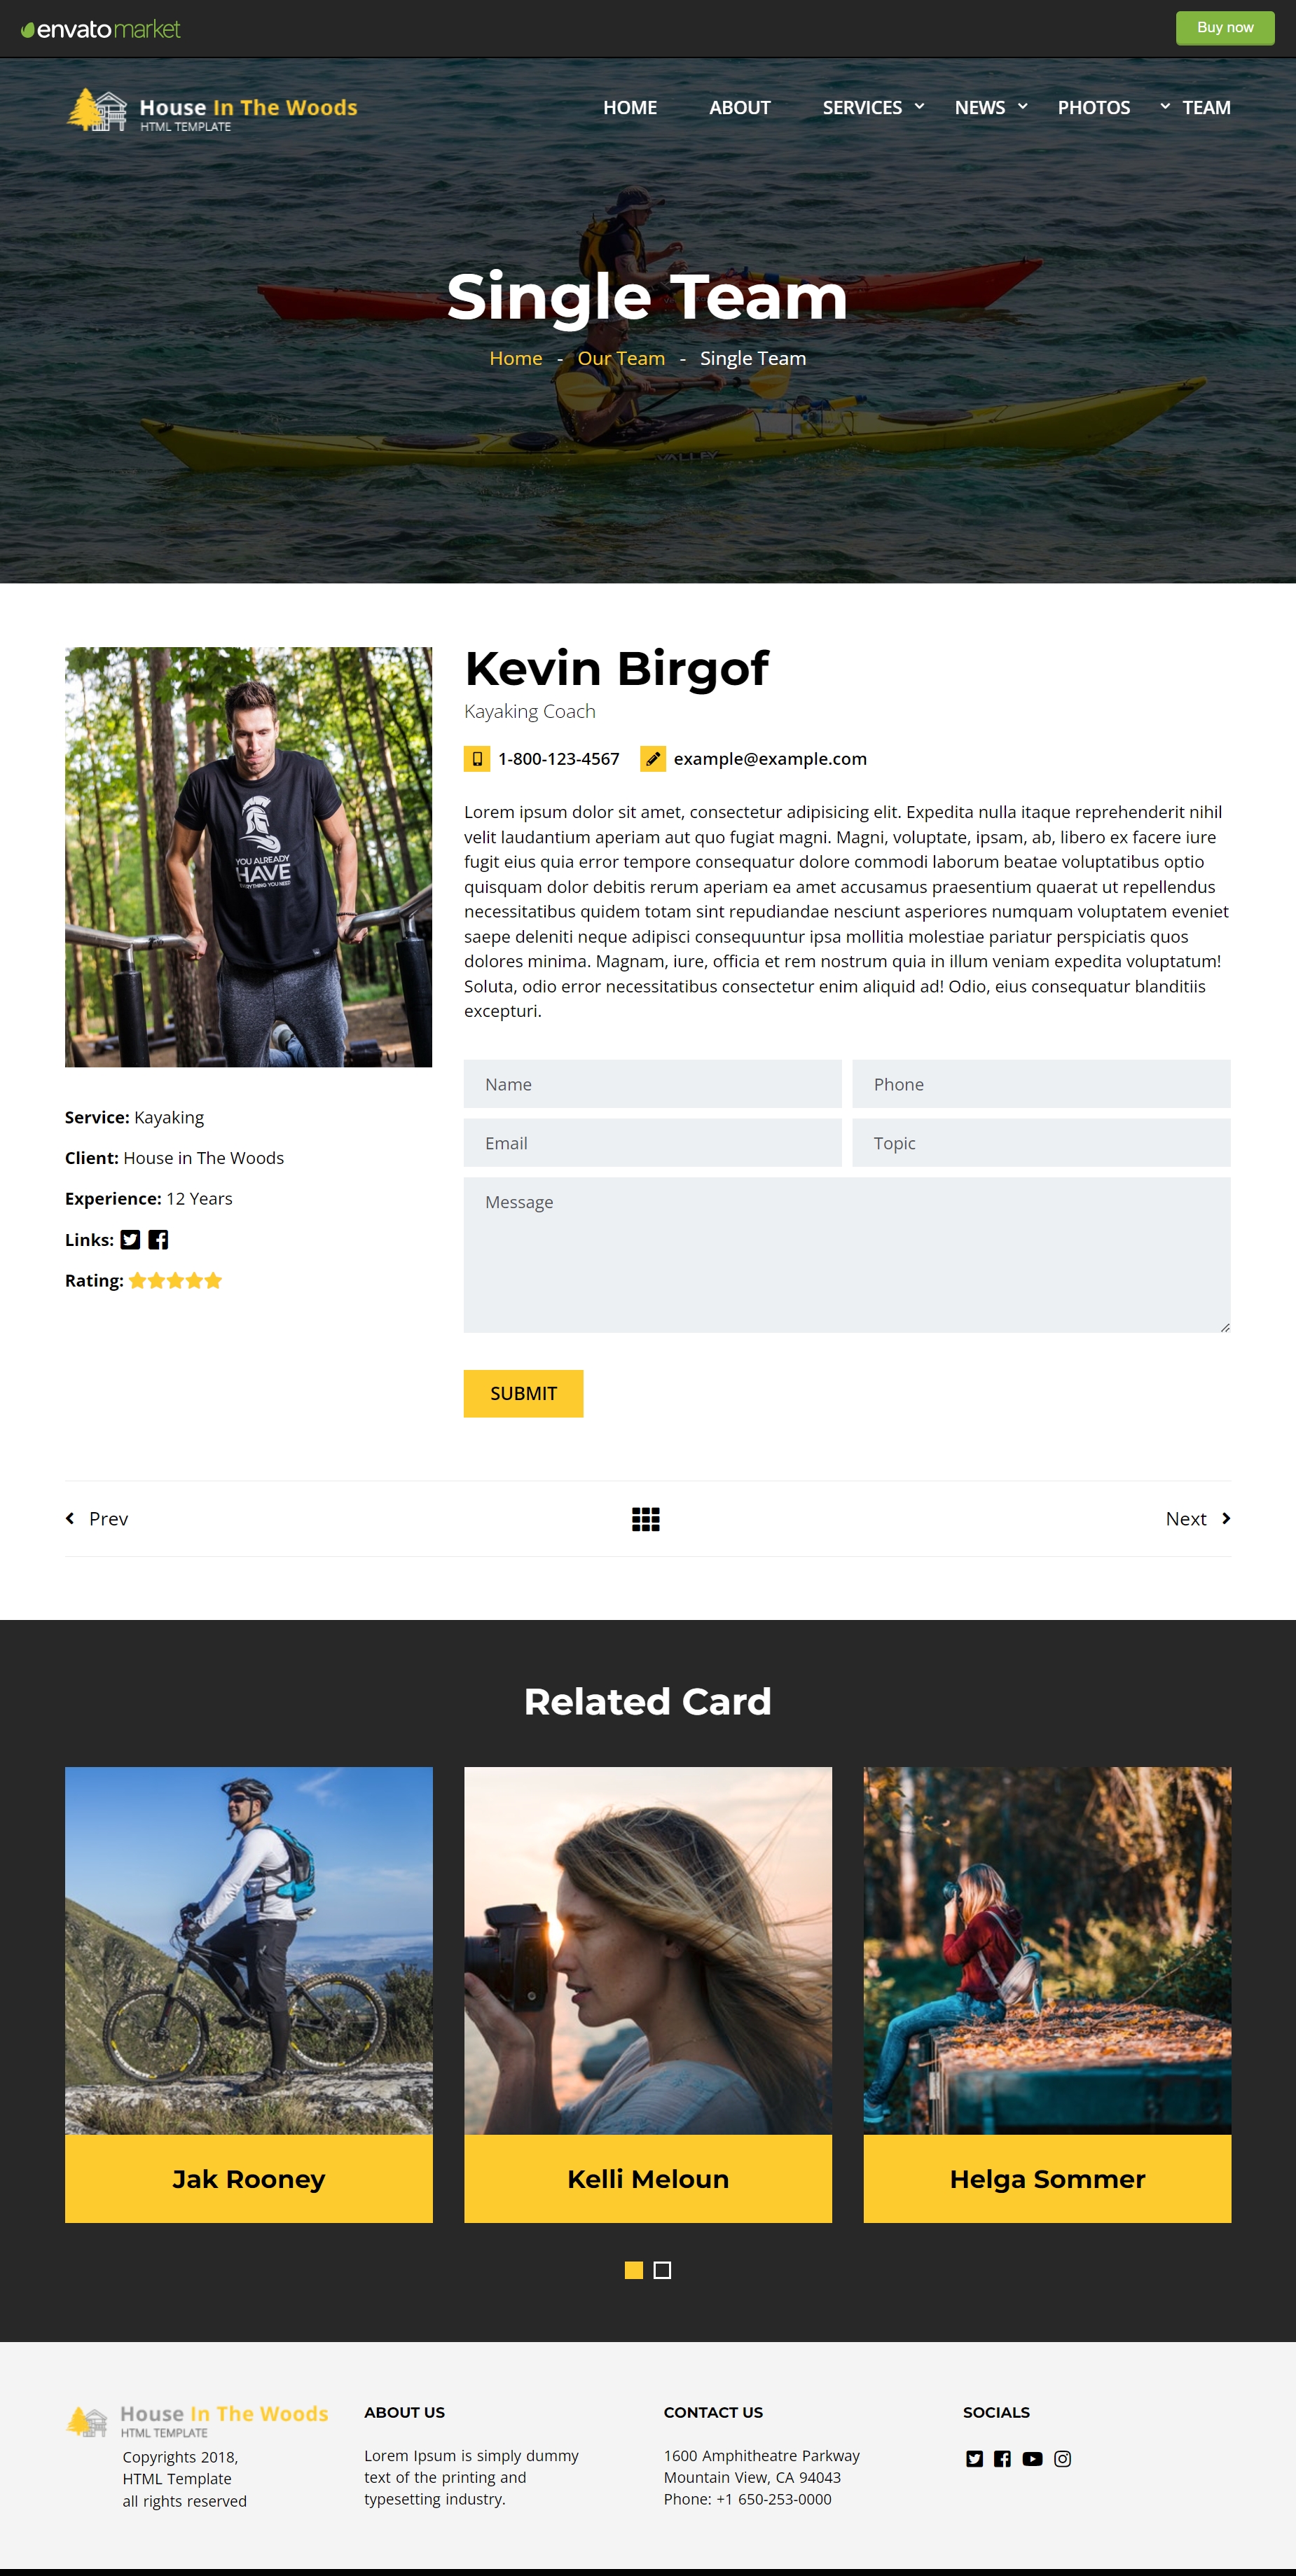 envato market
Buy now
House In The Woods
HTML TEMPLATE
HOME ABOUT SERVICES NEWS PHOTOS TEAM
Single Team
Home - Our Team - Single Team
VALLEY
YOU ALREADY
HAVE
EVERYTHING YOU NEED
Kevin Birgof
Kayaking Coach
1-800-123-4567 example@example.com
Lorem ipsum dolor sit amet, consectetur adipisicing elit. Expedita nulla itaque reprehenderit nihil
velit laudantium aperiam aut quo fugiat magni. Magni, voluptate, ipsam, ab, libero ex facere iure
fugit eius quia error tempore consequatur dolore commodi laborum beatae voluptatibus optio
quisquam dolor debitis rerum aperiam ea amet accusamus praesentium quaerat ut repellendus
necessitatibus quidem totam sint repudiandae nesciunt asperiores numquam voluptatem eveniet
saepe deleniti neque adipisci consequuntur ipsa mollitia molestiae pariatur perspiciatis quos
dolores minima. Magnam, iure, officia et rem nostrum quia in illum veniam expedita voluptatum!
Soluta, odio error necessitatibus consectetur enim aliquid ad! Odio, eius consequatur blanditiis
excepturi.
Name
Phone
Email
Topic
Message
SUBMIT
Service: Kayaking
Client: House in The Woods
Experience: 12 Years
Links:
Rating:
Prev
Next
Related Card
Jak Rooney
Kelli Meloun
Helga Sommer
House In The Woods
HTML TEMPLATE
Copyrights 2018,
HTML Template
all rights reserved
ABOUT US
Lorem Ipsum is simply dummy
text of the printing and
typesetting industry.
CONTACT US
1600 Amphitheatre Parkway
Mountain View, CA 94043
Phone: +1 650-253-0000
SOCIALS